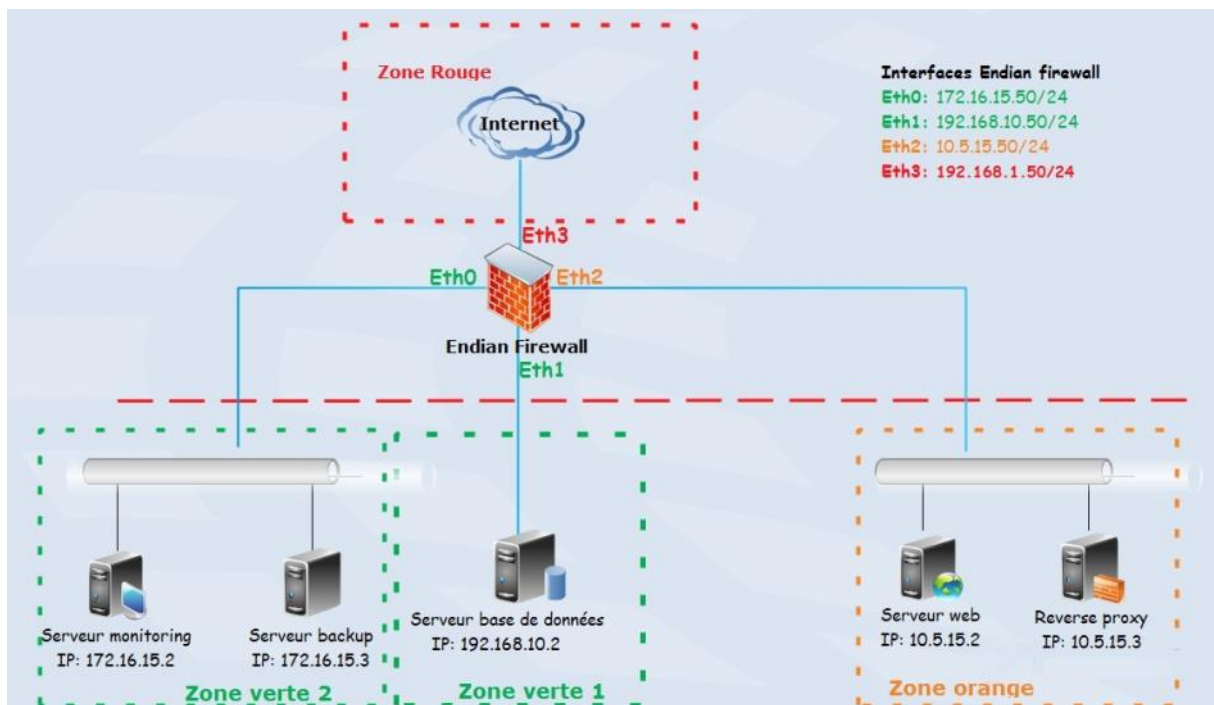 Zone Rouge
Internet
Interfaces Endian firewall
Eth0: 172.16.15.50/24
Eth1: 192.168.10.50/24
Eth2: 10.5.15.50/24
Eth3: 192.168.1.50/24
Eth3
Eth0
Eth2
Endian Firewall
Eth1
Serveur monitoring
IP: 172.16.15.2
Serveur backup
IP: 172.16.15.3
Zone verte 2
Serveur base de données
IP: 192.168.10.2
Zone verte 1
Serveur web
IP: 10.5.15.2
Reverse proxy
IP: 10.5.15.3
Zone orange